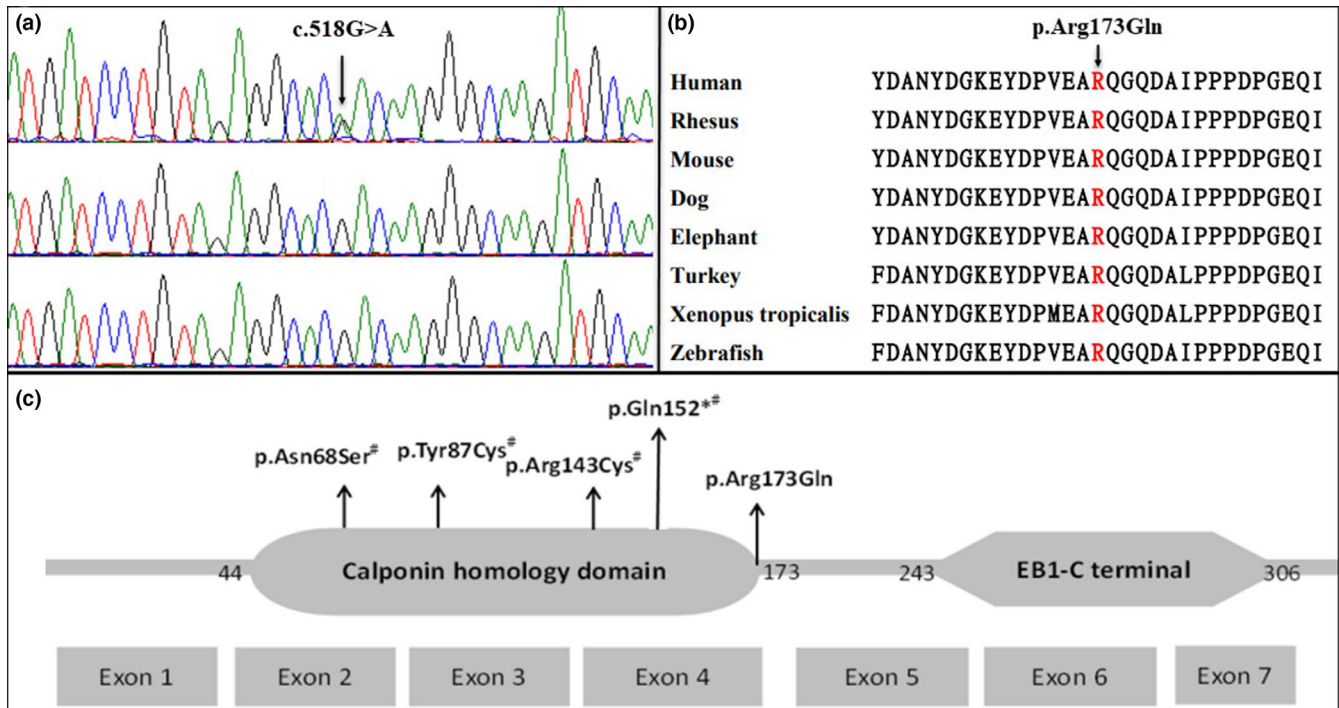 (a)
c.518G>A
(b)
p.Arg173Gln
Human YDANYDGKEYDPVEARQGQDAIPPPDPGEQI
Rhesus YDANYDGKEYDPVEARQGQDAIPPPDPGEQI
Mouse YDANYDGKEYDPVEARQGQDAIPPPDPGEQI
Dog YDANYDGKEYDPVEARQGQDAIPPPDPGEQI
Elephant YDANYDGKEYDPVEARQGQDAIPPPDPGEQI
Turkey FDANYDGKEYDPVEARQGQDALPPPDPGEQI
Xenopus tropicalis FDANYDGKEYDPMEARQGQDALPPPDPGEQI
Zebrafish FDANYDGKEYDPVEARQGQDAIPPPDPGEQI
(c)
p.Asn68Ser#
p.Tyr87Cys#
p.Arg143Cys#
p.Gln152*#
p.Arg173Gln
44 Calponin homology domain 173 243 EB1-C terminal 306
Exon 1 Exon 2 Exon 3 Exon 4 Exon 5 Exon 6 Exon 7